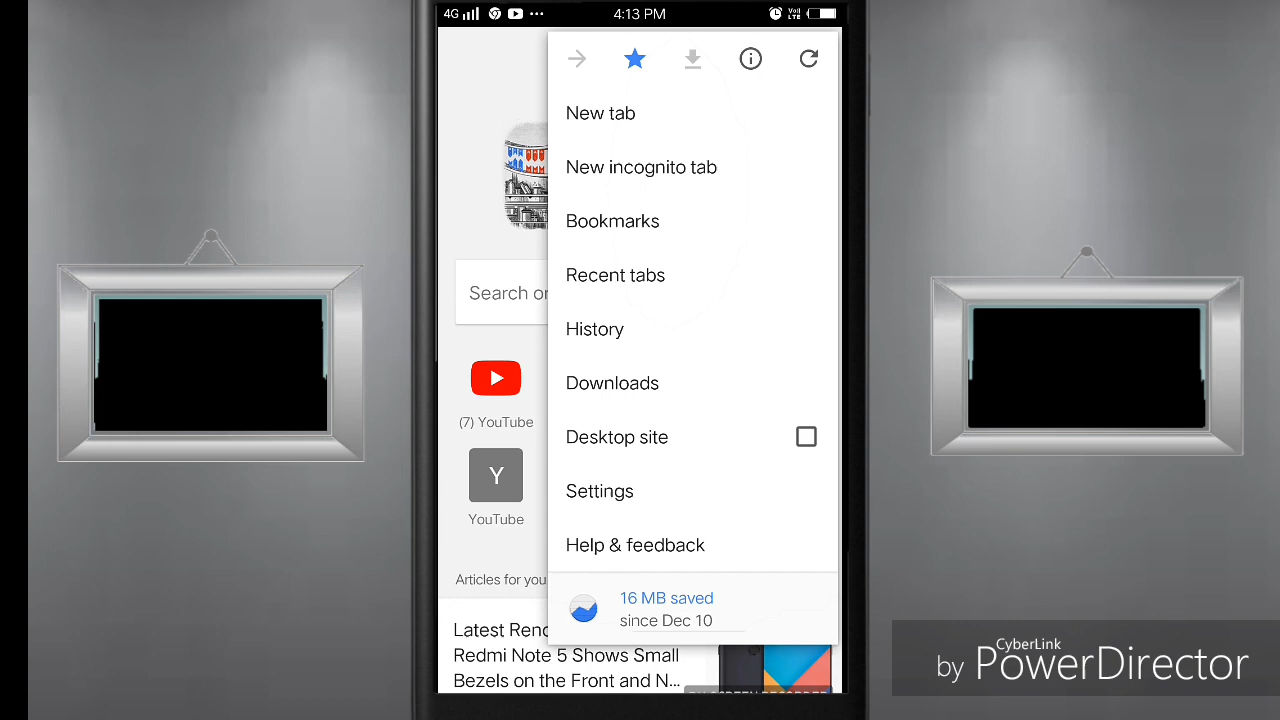 4G 4:13 PM VoLTE
New tab
New incognito tab
Bookmarks
Recent tabs
Search or
History
Downloads
(7) YouTube
Desktop site
Y
Settings
YouTube
Help & feedback
Articles for you
16 MB saved
since Dec 10
Latest Rend
Redmi Note 5 Shows Small
Bezels on the Front and N...
CyberLink
by PowerDirector